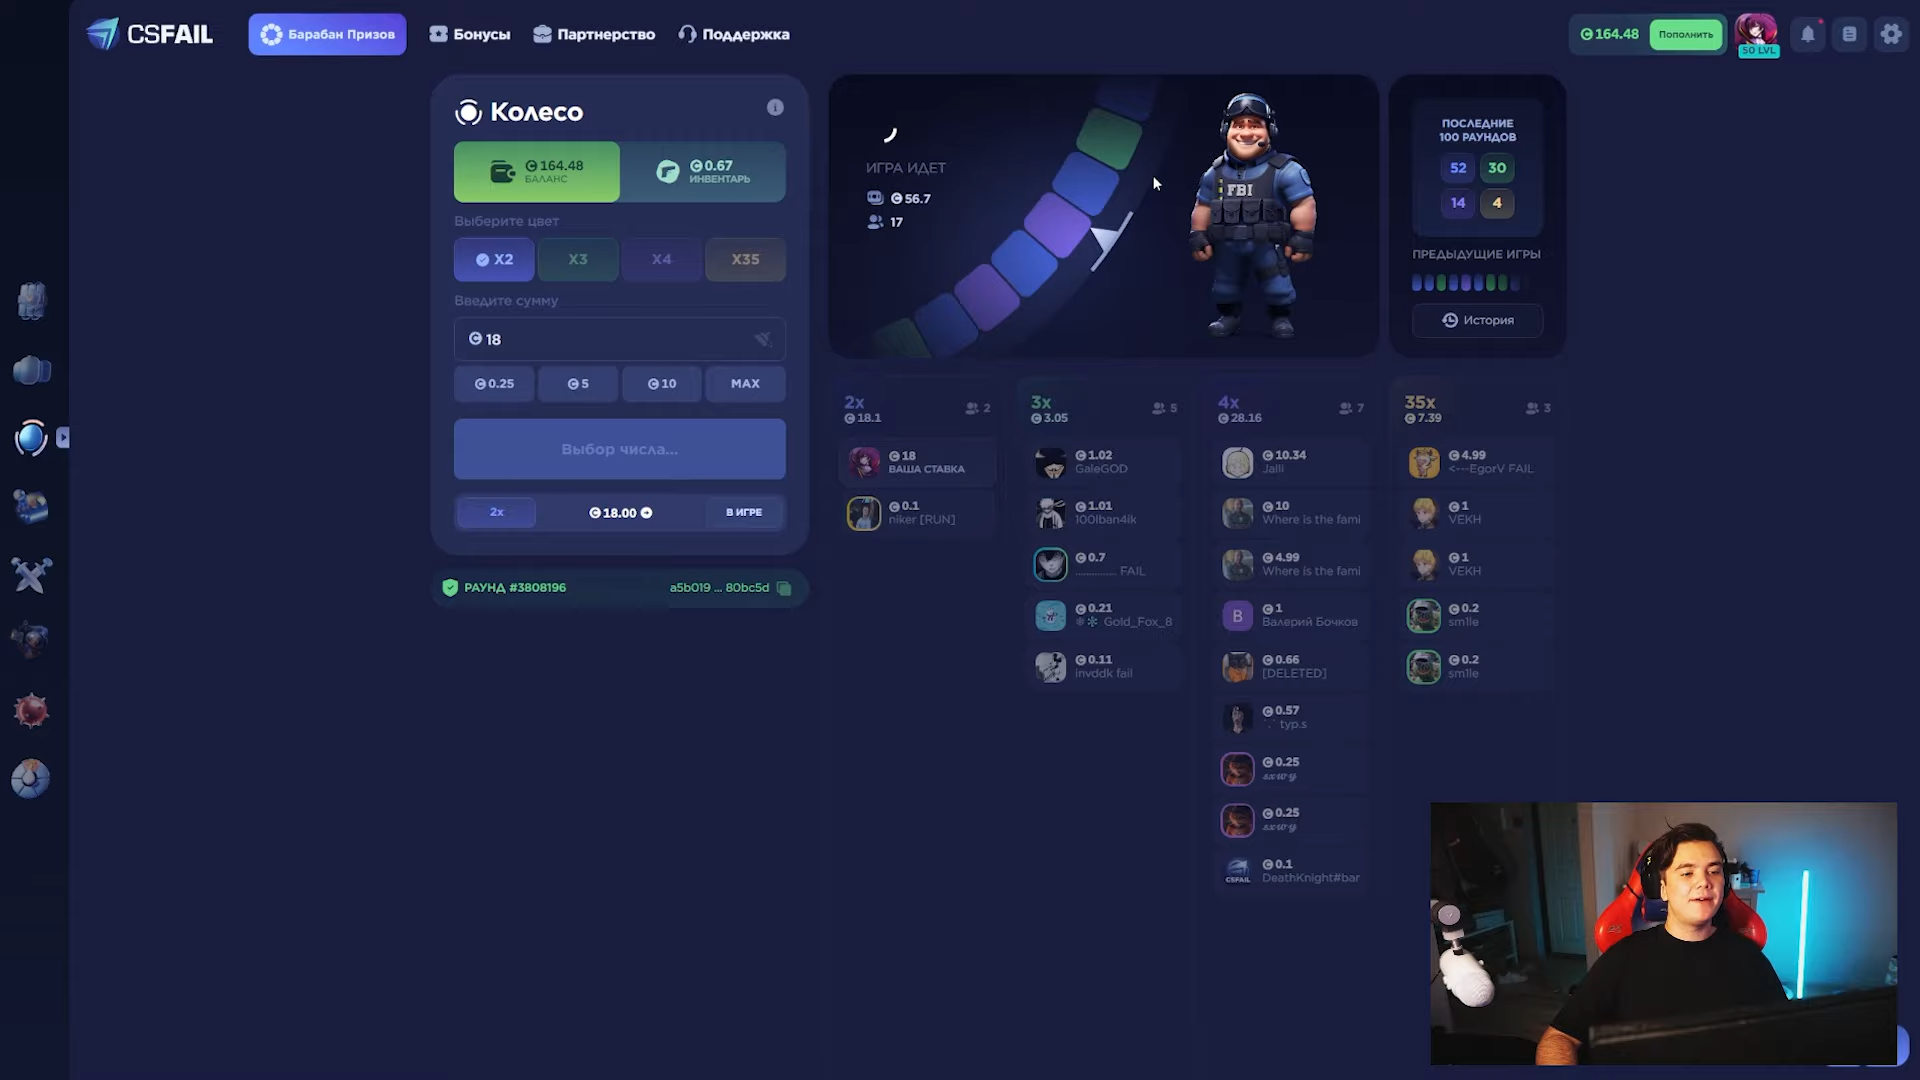 CSFAIL
Барабан Призов
Бонусы
Партнерство
Поддержка
164.48
Пополнить
50 LVL
Колесо
164.48
БАЛАНС
0.67
ИНВЕНТАРЬ
Выберите цвет
X2
X3
X4
X35
Введите сумму
18
0.25
5
10
MAX
Выбор числа...
2x
18.00
В ИГРЕ
РАУНД #3808196
a5b019 ... 80bc5d
ИГРА ИДЕТ
56.7
17
FBI
ПОСЛЕДНИЕ
100 РАУНДОВ
52
30
14
4
ПРЕДЫДУЩИЕ ИГРЫ
История
2x
18.1
2
18
ВАША СТАВКА
0.1
niker [RUN]
3x
3.05
5
1.02
GaleGOD
1.01
100lban4ik
0.7
.............. FAIL
0.21
Gold_Fox_8
0.11
invddk fail
4x
28.16
7
10.34
Jalli
10
Where is the fami
4.99
Where is the fami
B
1
Валерий Бочков
0.66
[DELETED]
0.57
typ.s
0.25
0.25
CSFAIL
0.1
DeathKnight#bar
35x
7.39
3
4.99
<---EgorV FAIL
1
VEKH
1
VEKH
0.2
sm1le
0.2
sm1le